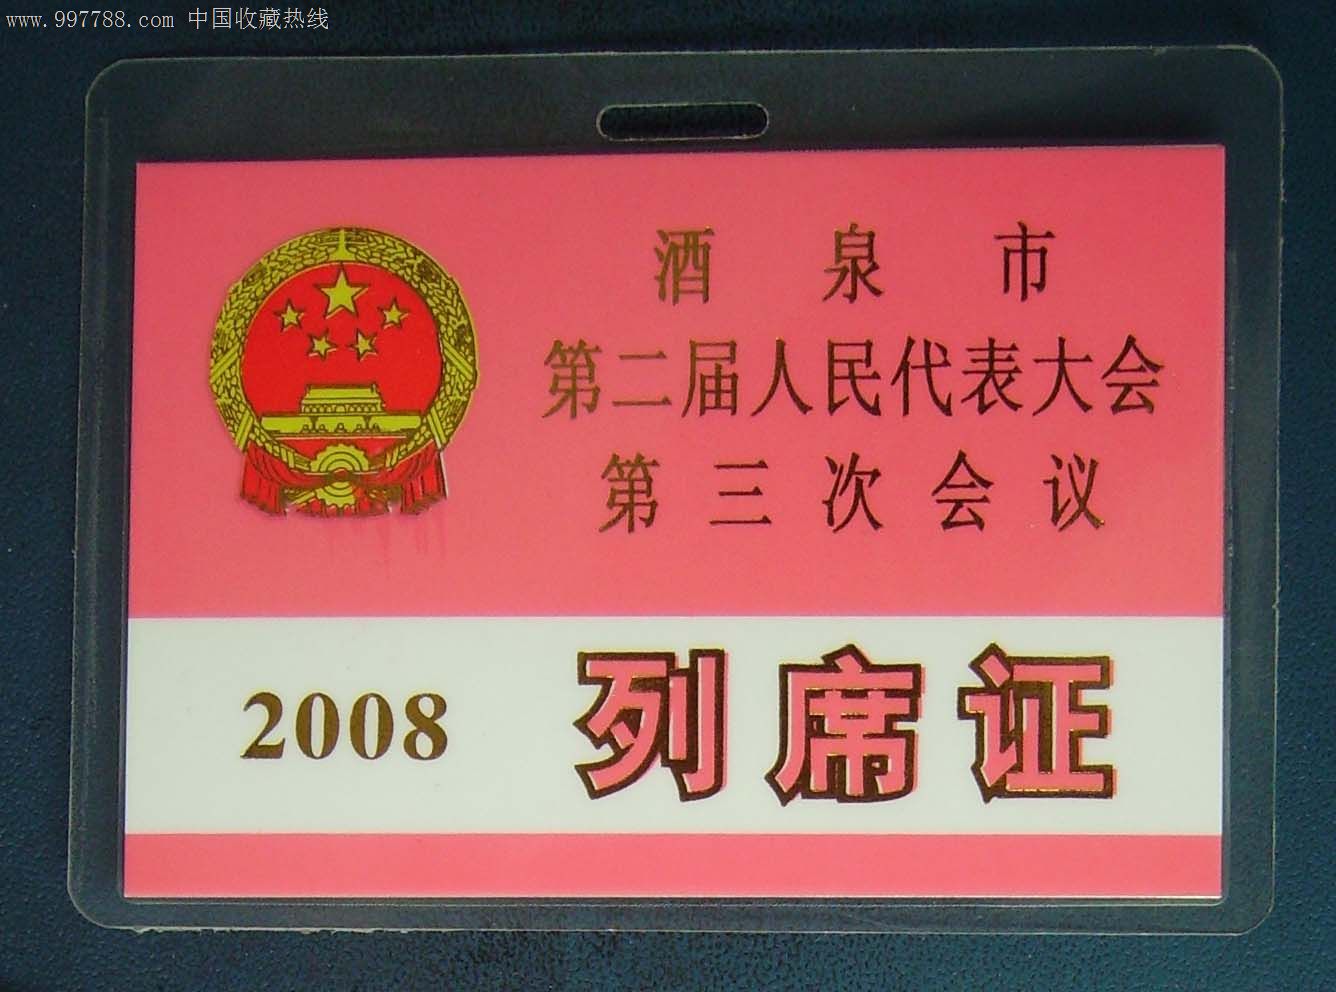 www.997788.com 中国收藏热线
酒泉市
第二届人民代表大会
第三次会议
2008 列席证